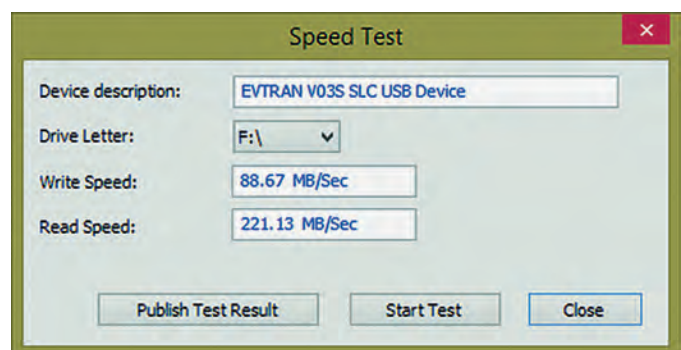 Speed Test
Device description: EVTRAN V03S SLC USB Device
Drive Letter: F:\
Write Speed: 88.67 MB/Sec
Read Speed: 221.13 MB/Sec
Publish Test Result Start Test Close